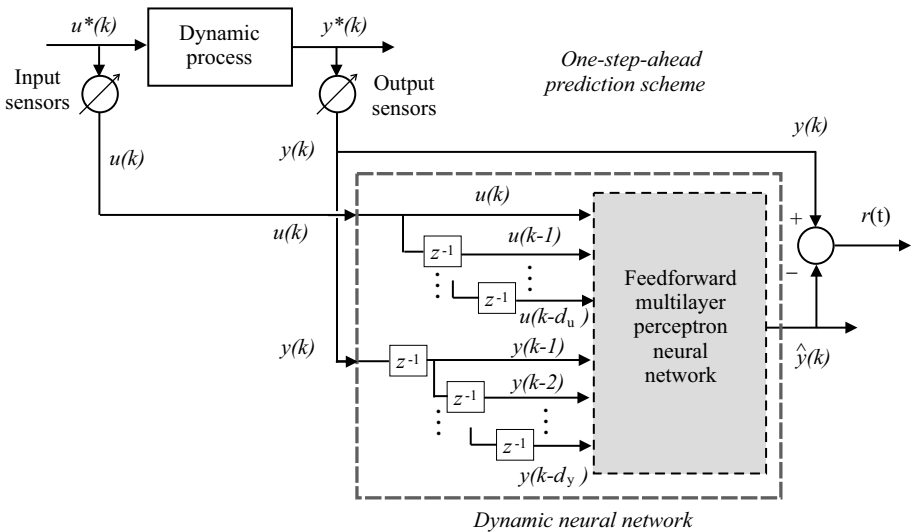 u*(k)
Dynamic
process
y*(k)
Input
sensors
Output
sensors
One-step-ahead
prediction scheme
u(k)
y(k)
y(k)
u(k)
u(k)
z-1
u(k-1)
z-1
u(k-du)
y(k)
z-1
y(k-1)
z-1
y(k-2)
z-1
y(k-dy)
Feedforward
multilayer
perceptron
neural
network
+
−
r(t)
ŷ(k)
Dynamic neural network